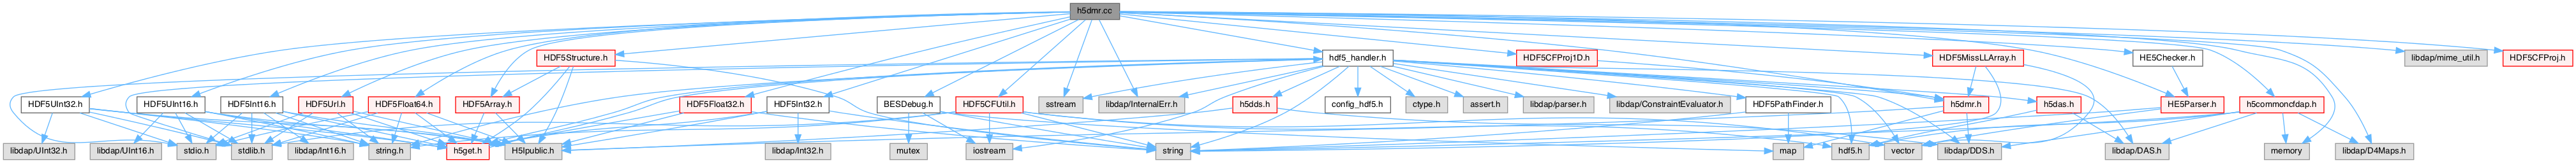 h5dmr.cc
HDF5Structure.h
hdf5_handler.h
HDF5CFProj1D.h
HDF5MissLLArray.h
HE5Checker.h
libdap/mime_util.h
HDF5CFProj.h
HDF5UInt32.h
HDF5UInt16.h
HDF5Int16.h
HDF5Url.h
HDF5Float64.h
HDF5Array.h
HDF5Float32.h
HDF5Int32.h
BESDebug.h
HDF5CFUtil.h
sstream
libdap/InternalErr.h
h5dds.h
config_hdf5.h
ctype.h
assert.h
libdap/parser.h
libdap/ConstraintEvaluator.h
HDF5PathFinder.h
h5dmr.h
h5das.h
HE5Parser.h
h5commoncfdap.h
libdap/UInt32.h
libdap/UInt16.h
stdio.h
stdlib.h
libdap/Int16.h
string.h
h5get.h
H5Ipublic.h
libdap/Int32.h
mutex
iostream
string
map
hdf5.h
vector
libdap/DDS.h
libdap/DAS.h
memory
libdap/D4Maps.h